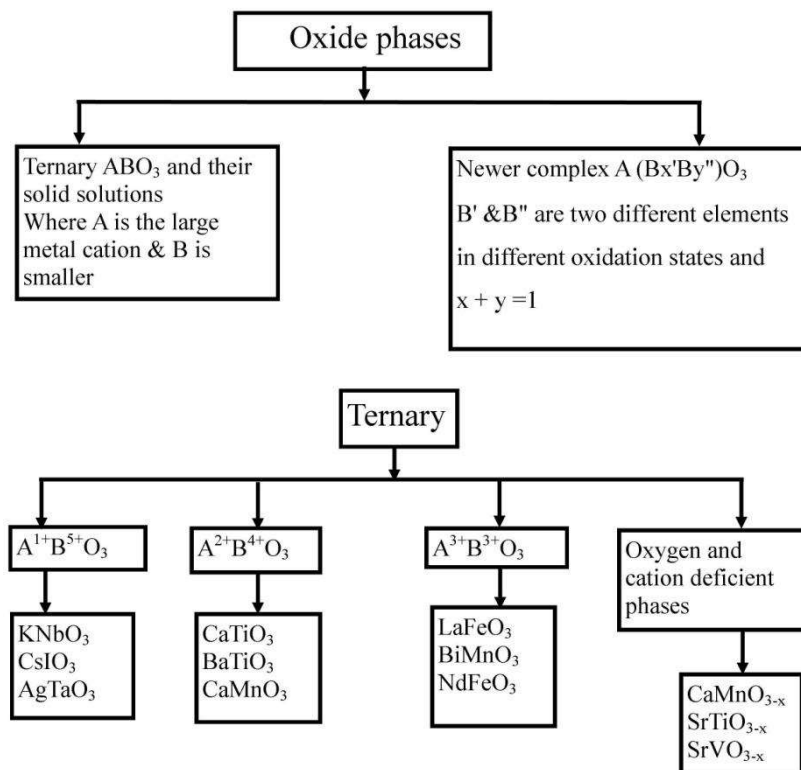 Oxide phases
Ternary ABO₃ and their
solid solutions
Where A is the large
metal cation & B is
smaller
Newer complex A (Bx'By")O₃
B' &B" are two different elements
in different oxidation states and
x + y =1
Ternary
A¹⁺B⁵⁺O₃
A²⁺B⁴⁺O₃
A³⁺B³⁺O₃
Oxygen and
cation deficient
phases
KNbO₃
CsIO₃
AgTaO₃
CaTiO₃
BaTiO₃
CaMnO₃
LaFeO₃
BiMnO₃
NdFeO₃
CaMnO₃₋ₓ
SrTiO₃₋ₓ
SrVO₃₋ₓ